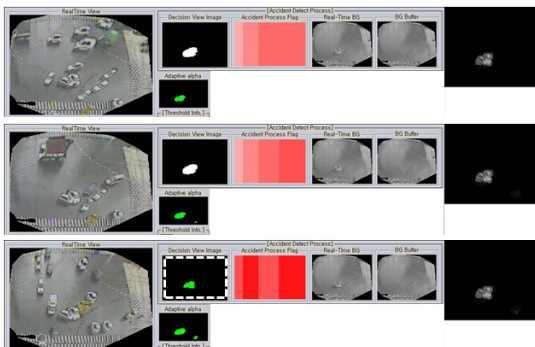 [Accident Detect Process]
RealTime View
Decision View Image
Accident Process Flag
Real-Time BG
BG Buffer
Adaptive alpha
[Threshold Info.]
[Accident Detect Process]
RealTime View
Decision View Image
Accident Process Flag
Real-Time BG
BG Buffer
Adaptive alpha
[Threshold Info.]
[Accident Detect Process]
RealTime View
Decision View Image
Accident Process Flag
Real-Time BG
BG Buffer
Adaptive alpha
[Threshold Info.]